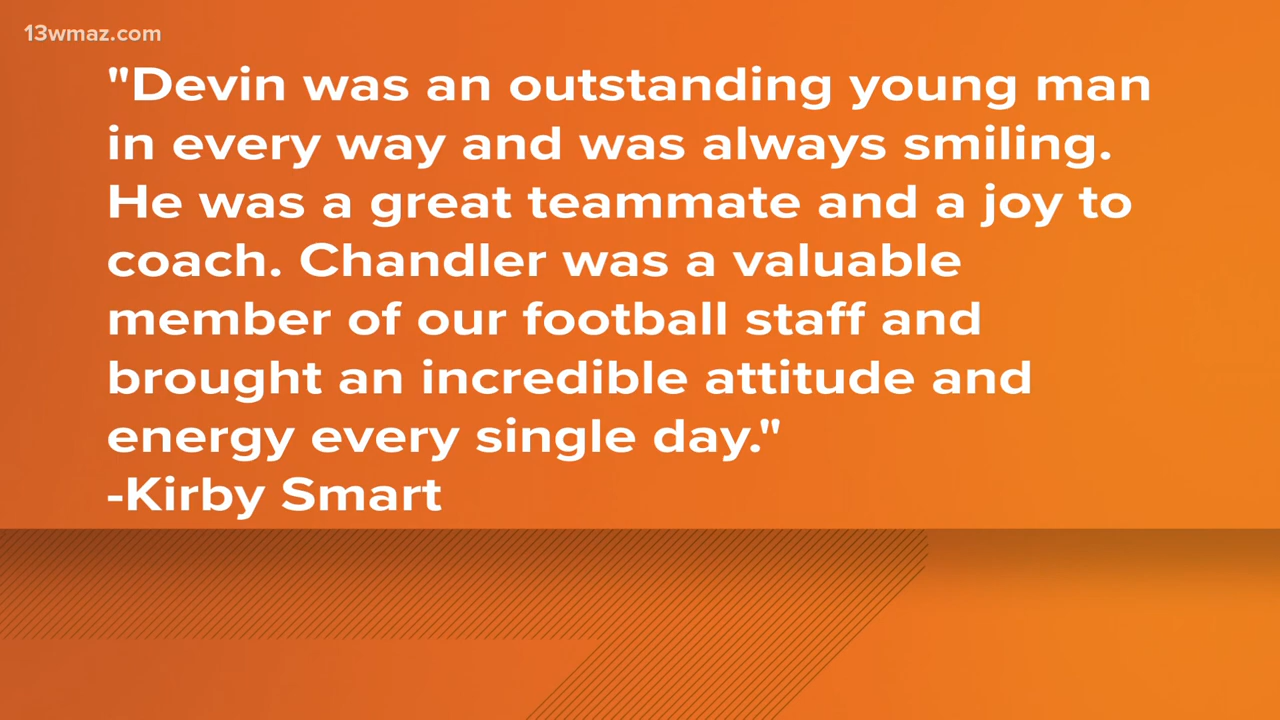 13wmaz.com
"Devin was an outstanding young man
in every way and was always smiling.
He was a great teammate and a joy to
coach. Chandler was a valuable
member of our football staff and
brought an incredible attitude and
energy every single day."
-Kirby Smart